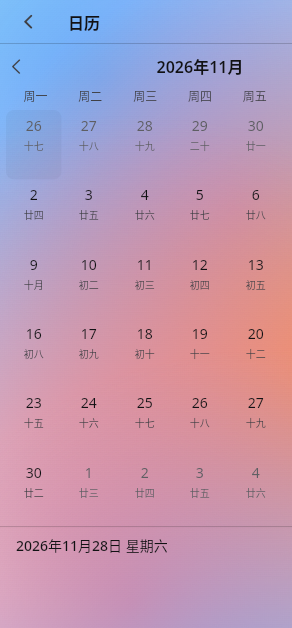 日历
2026年11月
周一 周二 周三 周四 周五
26 27 28 29 30
十七 十八 十九 二十 廿一
2 3 4 5 6
廿四 廿五 廿六 廿七 廿八
9 10 11 12 13
十月 初二 初三 初四 初五
16 17 18 19 20
初八 初九 初十 十一 十二
23 24 25 26 27
十五 十六 十七 十八 十九
30 1 2 3 4
廿二 廿三 廿四 廿五 廿六
2026年11月28日 星期六